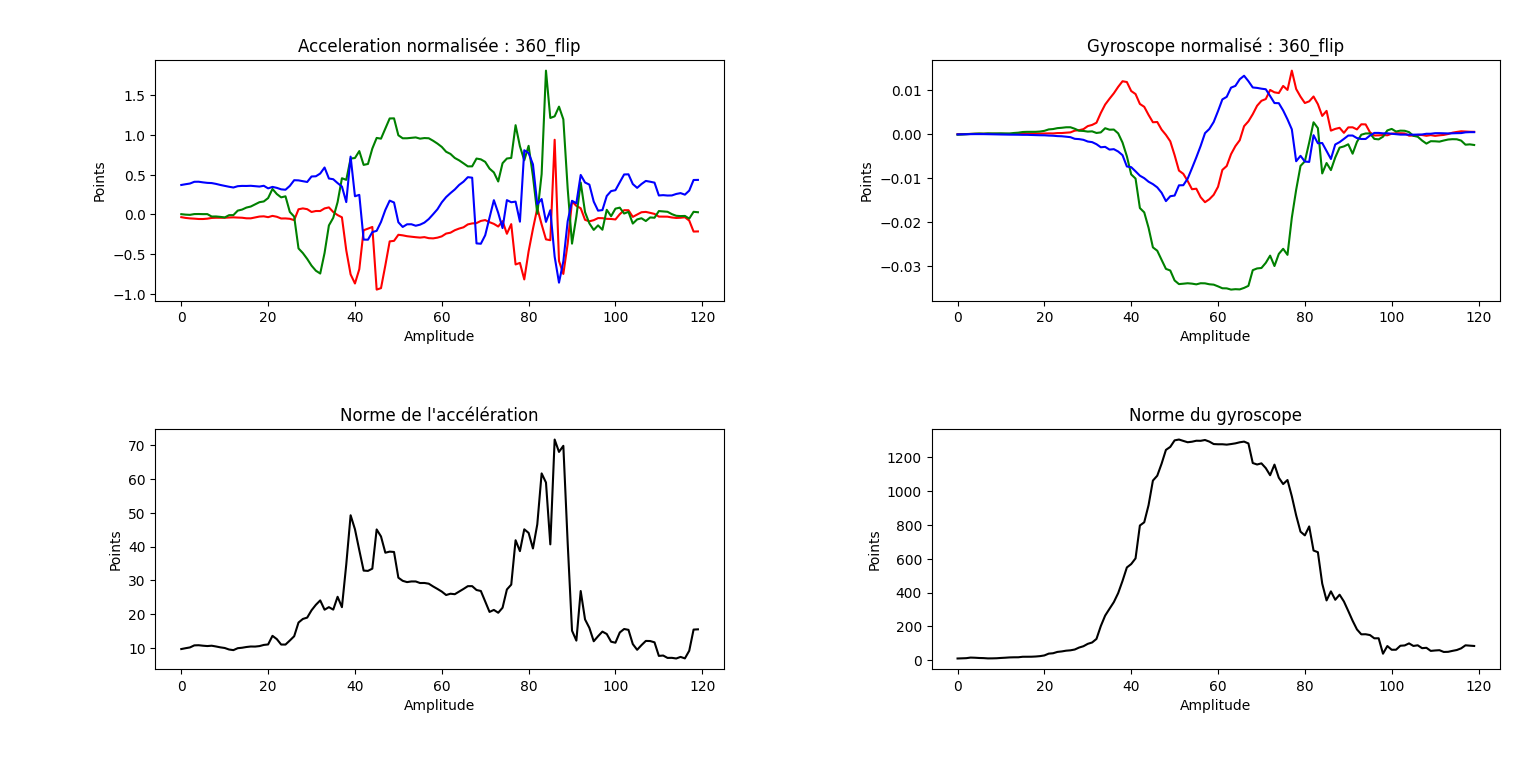 Acceleration normalisée : 360_flip
Points
1.5
1.0
0.5
0.0
−0.5
−1.0
0 20 40 60 80 100 120
Amplitude
Gyroscope normalisé : 360_flip
Points
0.01
0.00
−0.01
−0.02
−0.03
0 20 40 60 80 100 120
Amplitude
Norme de l'accélération
Points
70
60
50
40
30
20
10
0 20 40 60 80 100 120
Amplitude
Norme du gyroscope
Points
1200
1000
800
600
400
200
0
0 20 40 60 80 100 120
Amplitude